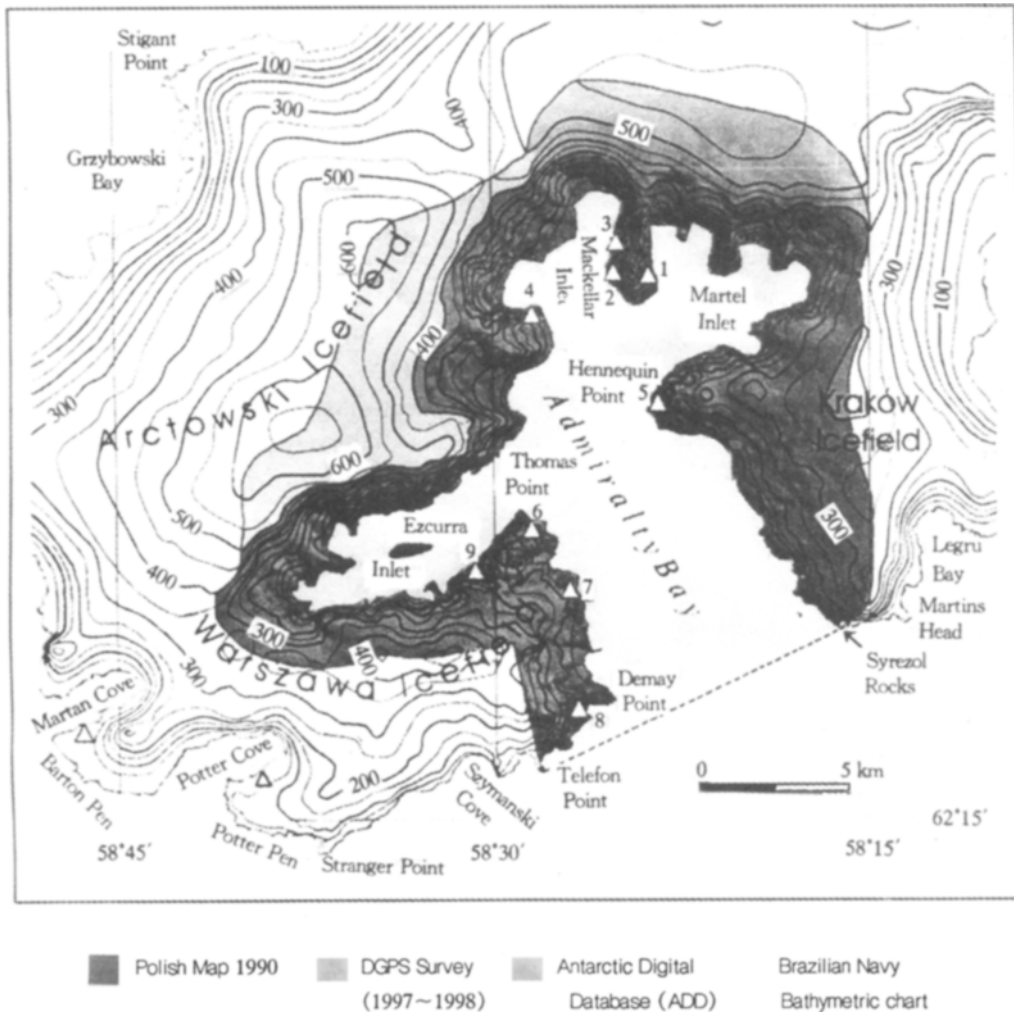 Stigant
Point
100
300
400
500
Grzybowski
Bay
500
600
3
Mackellar
Inlet
1
2
Martel
Inlet
300
100
400
4
400
Arctowski Icefield
Hennequin
Point
5
Kraków
Icefield
300
600
Admiralty Bay
Thomas
Point
500
6
Ezcurra
Inlet
9
300
Legru
Bay
400
7
Martins
Head
300
400
Warszawa Icefield
300
Syrezol
Rocks
Demay
Point
8
Martan Cove
Potter Cove
200
Barton Pen
Szymanski
Cove
Telefon
Point
0 5 km
Potter Pen
Stranger Point
62°15′
58°45′ 58°30′ 58°15′
Polish Map 1990 DGPS Survey Antarctic Digital Brazilian Navy
(1997~1998) Database (ADD) Bathymetric chart